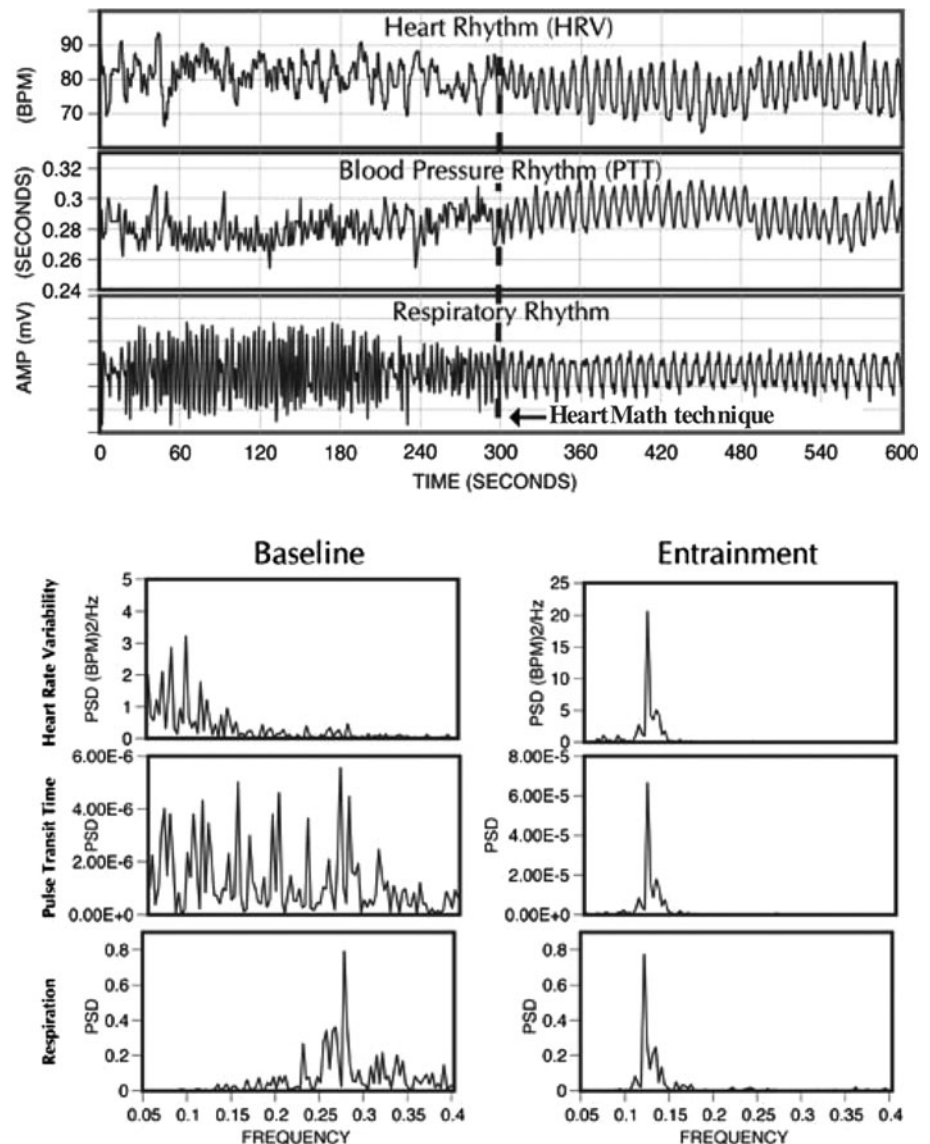 Heart Rhythm (HRV)
(BPM)
90
80
70
Blood Pressure Rhythm (PTT)
(SECONDS)
0.32
0.3
0.28
0.26
0.24
Respiratory Rhythm
AMP (mV)
HeartMath technique
0 60 120 180 240 300 360 420 480 540 600
TIME (SECONDS)
Baseline
Heart Rate Variability
PSD (BPM)2/Hz
5
4
3
2
1
0
Entrainment
PSD (BPM)2/Hz
25
20
15
10
5
0
Pulse Transit Time
PSD
6.00E-6
4.00E-6
2.00E-6
0.00E+0
PSD
8.00E-5
6.00E-5
4.00E-5
2.00E-5
0.00E+0
Respiration
PSD
0.8
0.6
0.4
0.2
0
0.05 0.1 0.15 0.2 0.25 0.3 0.35 0.4
FREQUENCY
PSD
0.8
0.6
0.4
0.2
0
0.05 0.1 0.15 0.2 0.25 0.3 0.35 0.4
FREQUENCY